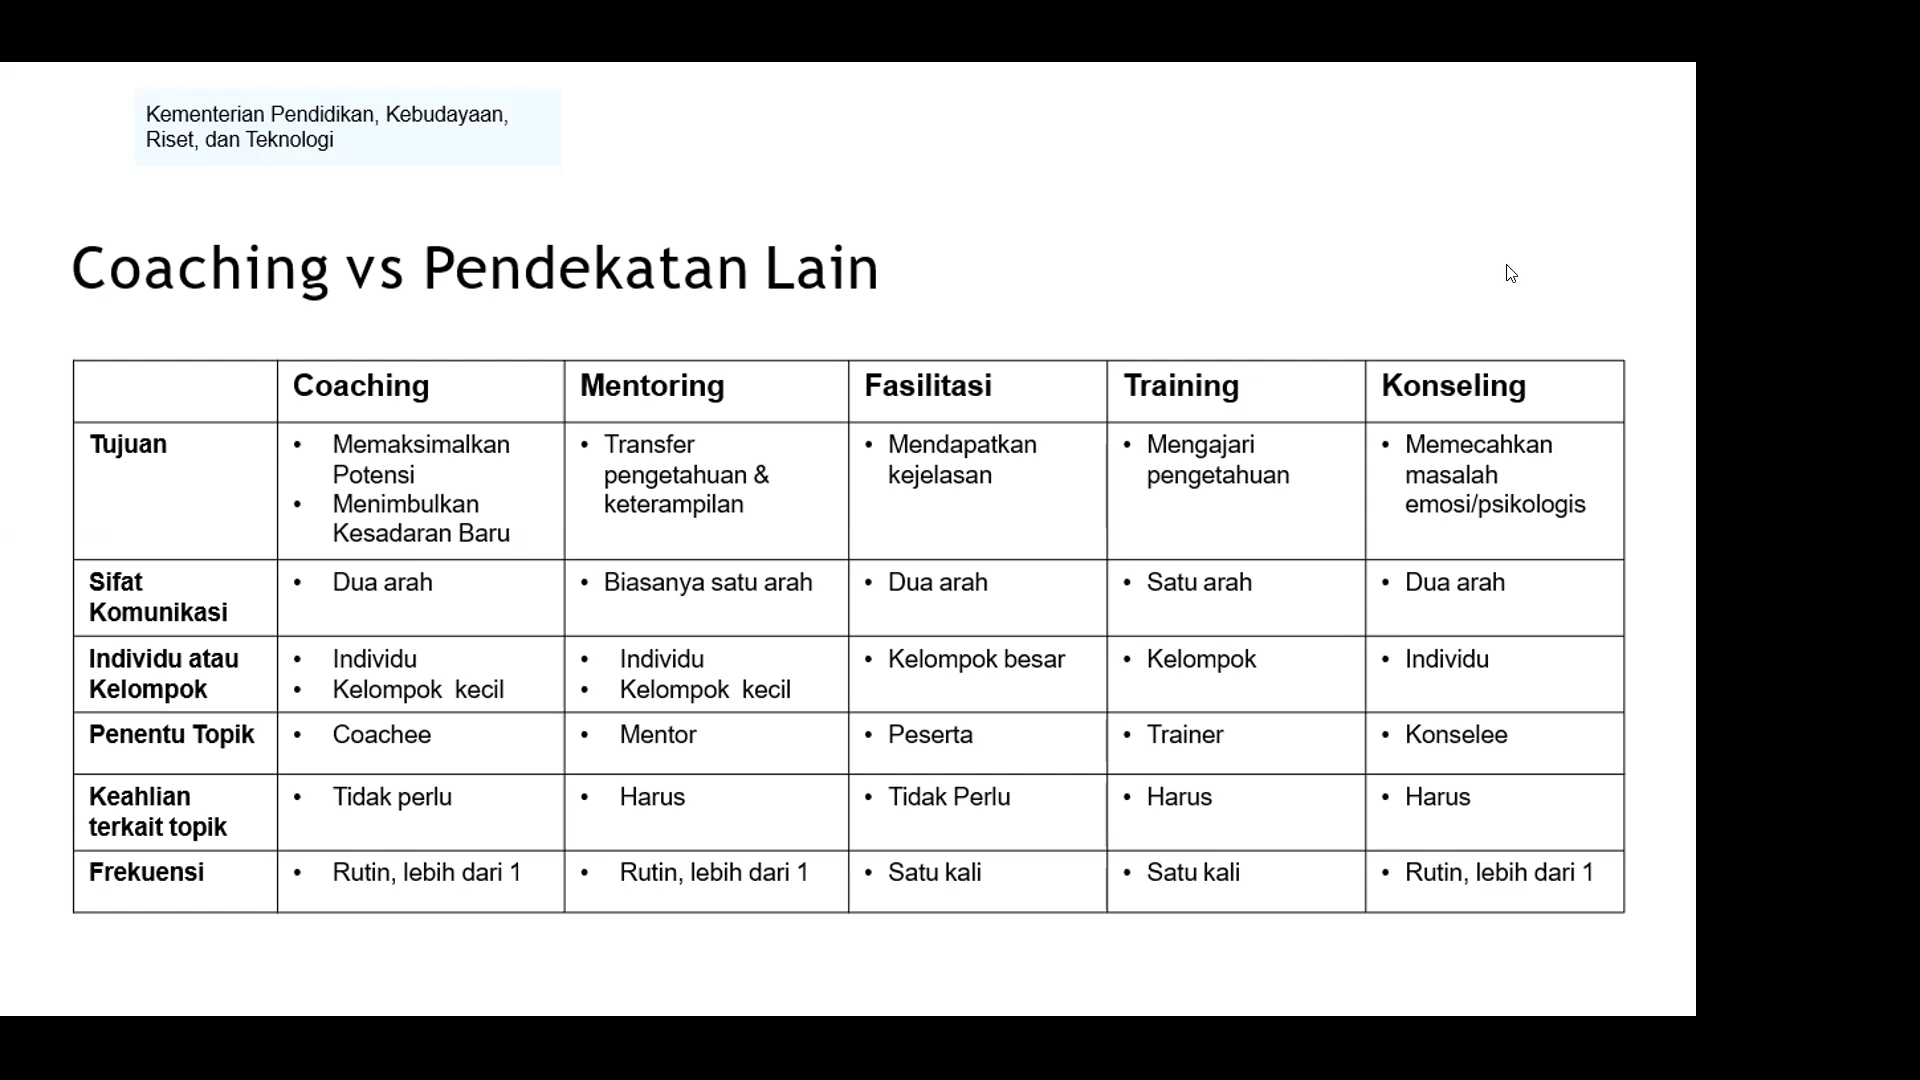 Kementerian Pendidikan, Kebudayaan,
Riset, dan Teknologi
Coaching vs Pendekatan Lain
Coaching Mentoring Fasilitasi Training Konseling
Tujuan
• Memaksimalkan
Potensi
• Menimbulkan
Kesadaran Baru
• Transfer
pengetahuan &
keterampilan
• Mendapatkan
kejelasan
• Mengajari
pengetahuan
• Memecahkan
masalah
emosi/psikologis
Sifat
Komunikasi
• Dua arah
• Biasanya satu arah
• Dua arah
• Satu arah
• Dua arah
Individu atau
Kelompok
• Individu
• Kelompok kecil
• Individu
• Kelompok kecil
• Kelompok besar
• Kelompok
• Individu
Penentu Topik
• Coachee
• Mentor
• Peserta
• Trainer
• Konselee
Keahlian
terkait topik
• Tidak perlu
• Harus
• Tidak Perlu
• Harus
• Harus
Frekuensi
• Rutin, lebih dari 1
• Rutin, lebih dari 1
• Satu kali
• Satu kali
• Rutin, lebih dari 1